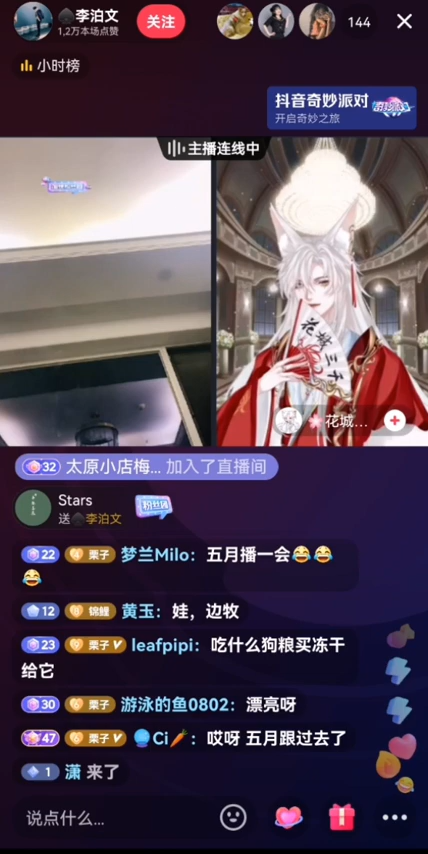 ♠李泊文
1.2万本场点赞
关注
144
小时榜
抖音奇妙派对
开启奇妙之旅
主播连线中
花城三千
🌸花城...
32 太原小店梅... 加入了直播间
Stars
送♠李泊文
粉丝团
22 栗子 梦兰Milo：五月播一会😂😂
😂
12 锦鲤 黄玉：娃，边牧
23 栗子 leafpipi：吃什么狗粮买冻干
给它
30 栗子 游泳的鱼0802：漂亮呀
47 栗子 Ci🥕：哎呀 五月跟过去了
1 潇 来了
说点什么...